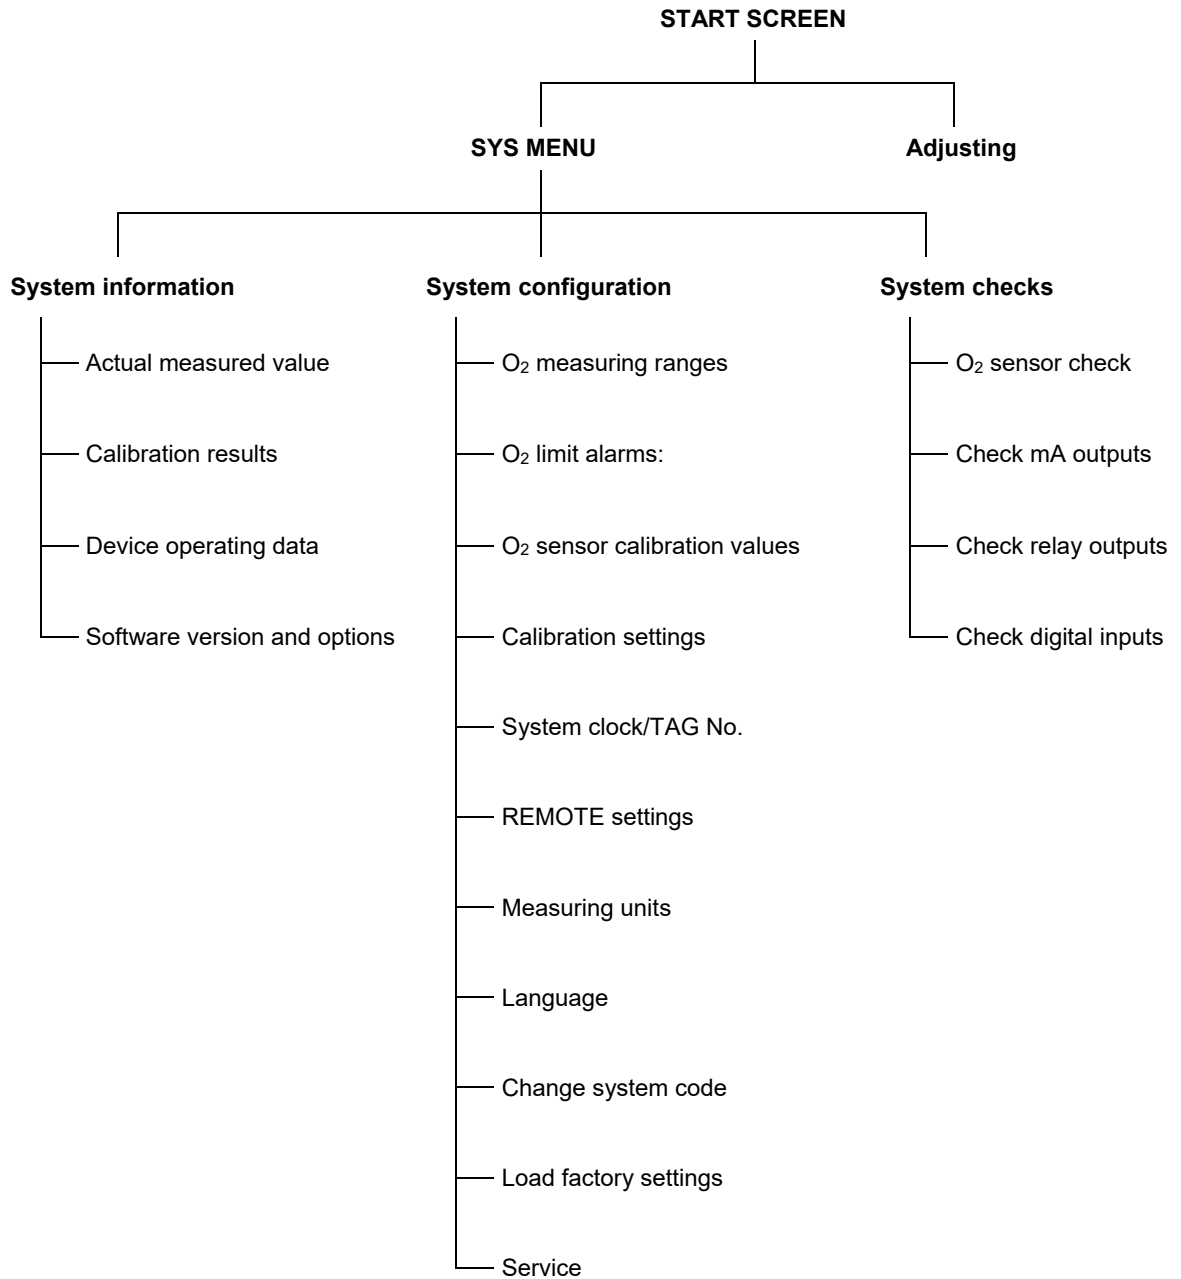 START SCREEN
SYS MENU
Adjusting
System information
Actual measured value
Calibration results
Device operating data
Software version and options
System configuration
O₂ measuring ranges
O₂ limit alarms:
O₂ sensor calibration values
Calibration settings
System clock/TAG No.
REMOTE settings
Measuring units
Language
Change system code
Load factory settings
Service
System checks
O₂ sensor check
Check mA outputs
Check relay outputs
Check digital inputs